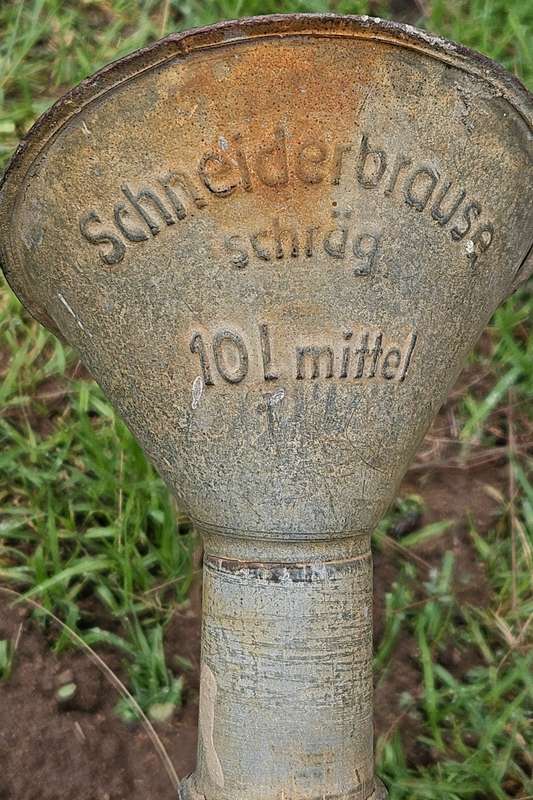 Schneiderbrause
schräg
10 L mittel